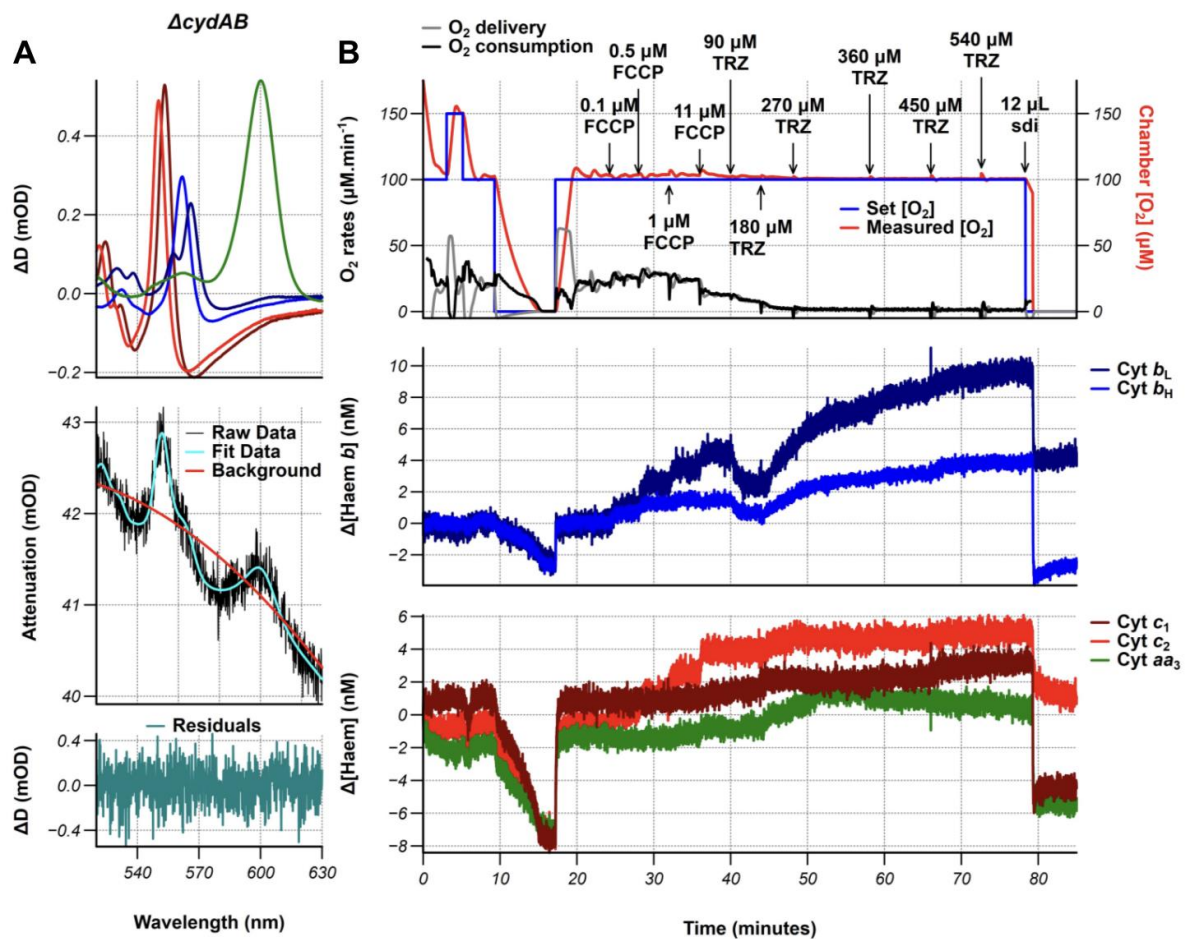 ΔcydAB
A
B
O₂ delivery
O₂ consumption
0.1 μM
FCCP
0.5 μM
FCCP
1 μM
FCCP
11 μM
FCCP
90 μM
TRZ
180 μM
TRZ
270 μM
TRZ
360 μM
TRZ
450 μM
TRZ
540 μM
TRZ
12 μL
sdi
Set [O₂]
Measured [O₂]
O₂ rates (μM.min⁻¹)
150
100
50
0
Chamber [O₂] (μM)
150
100
50
0
ΔD (mOD)
0.4
0.2
0.0
−0.2
Raw Data
Fit Data
Background
Attenuation (mOD)
43
42
41
40
Residuals
ΔD (mOD)
0.4
0.0
−0.4
540
570
600
630
Wavelength (nm)
Δ[Haem b] (nM)
10
8
6
4
2
0
−2
Cyt bL
Cyt bH
Δ[Haem] (nM)
6
4
2
0
−2
−4
−6
−8
Cyt c₁
Cyt c₂
Cyt aa₃
0
10
20
30
40
50
60
70
80
Time (minutes)